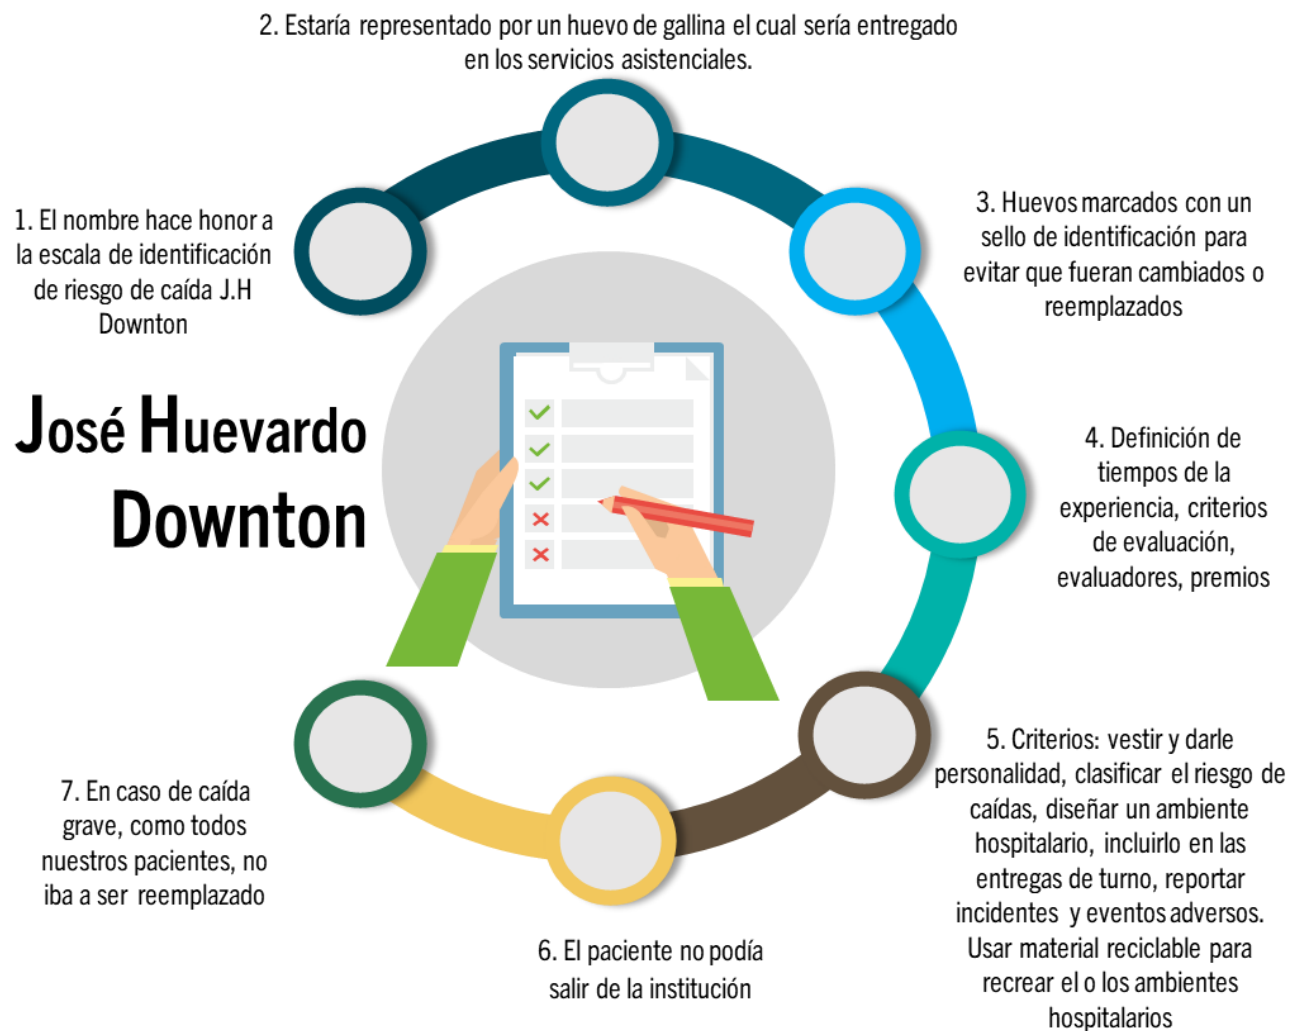 2. Estaría representado por un huevo de gallina el cual sería entregado
en los servicios asistenciales.
1. El nombre hace honor a
la escala de identificación
de riesgo de caída J.H
Downton
3. Huevos marcados con un
sello de identificación para
evitar que fueran cambiados o
reemplazados
José Huevardo
Downton
4. Definición de
tiempos de la
experiencia, criterios
de evaluación,
evaluadores, premios
5. Criterios: vestir y darle
personalidad, clasificar el riesgo de
caídas, diseñar un ambiente
hospitalario, incluirlo en las
entregas de turno, reportar
incidentes y eventos adversos.
Usar material reciclable para
recrear el o los ambientes
hospitalarios
6. El paciente no podía
salir de la institución
7. En caso de caída
grave, como todos
nuestros pacientes, no
iba a ser reemplazado